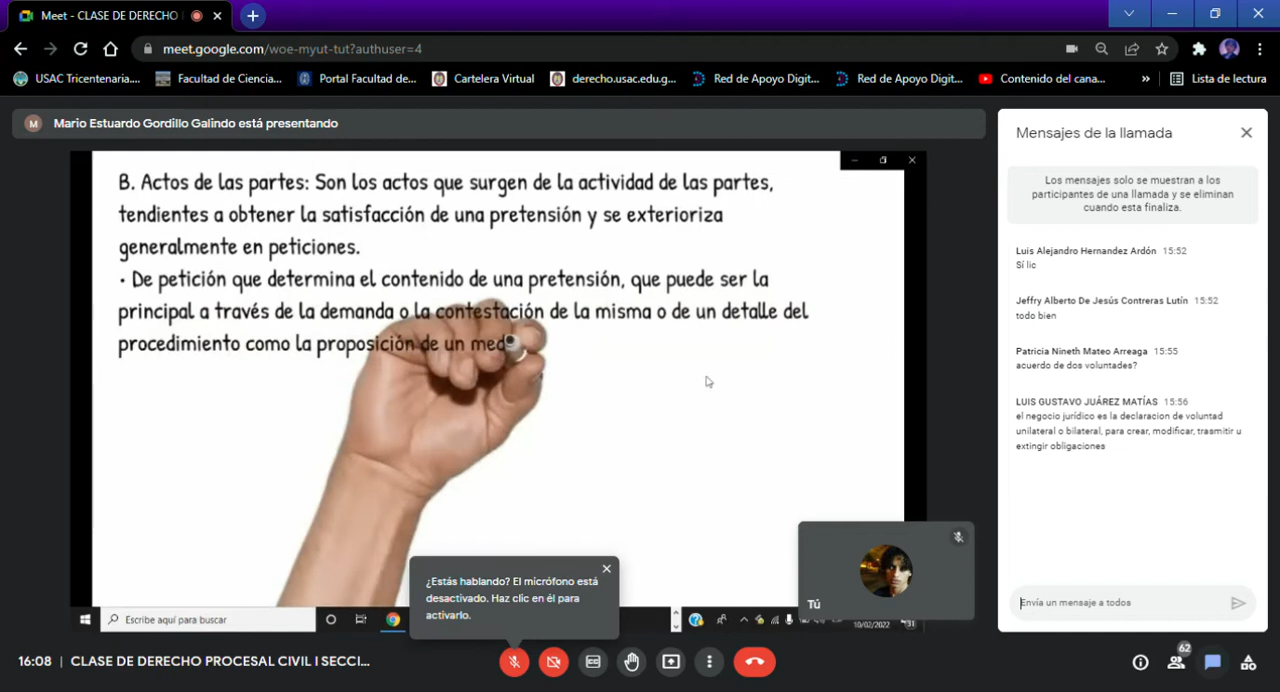 Meet - CLASE DE DERECHO
meet.google.com/woe-myut-tut?authuser=4
USAC Tricentenaria... Facultad de Ciencia... Portal Facultad de... Cartelera Virtual derecho.usac.edu.g... Red de Apoyo Digit... Red de Apoyo Digit... Contenido del cana... » Lista de lectura
M Mario Estuardo Gordillo Galindo está presentando
B. Actos de las partes: Son los actos que surgen de la actividad de las partes,
tendientes a obtener la satisfacción de una pretensión y se exterioriza
generalmente en peticiones.
• De petición que determina el contenido de una pretensión, que puede ser la
principal a través de la demanda o la contestación de la misma o de un detalle del
procedimiento como la proposición de un med
Mensajes de la llamada
Los mensajes solo se muestran a los
participantes de una llamada y se eliminan
cuando esta finaliza.
Luis Alejandro Hernandez Ardón 15:52
Sí lic
Jeffry Alberto De Jesús Contreras Lutín 15:52
todo bien
Patricia Nineth Mateo Arreaga 15:55
acuerdo de dos voluntades?
LUIS GUSTAVO JUÁREZ MATÍAS 15:56
el negocio jurídico es la declaracion de voluntad
unilateral o bilateral, para crear, modificar, trasmitir u
extingir obligaciones
Envía un mensaje a todos
¿Estás hablando? El micrófono está
desactivado. Haz clic en él para
activarlo.
Tú
Escribe aquí para buscar
10/02/2022
31
16:08 | CLASE DE DERECHO PROCESAL CIVIL I SECCI...
62